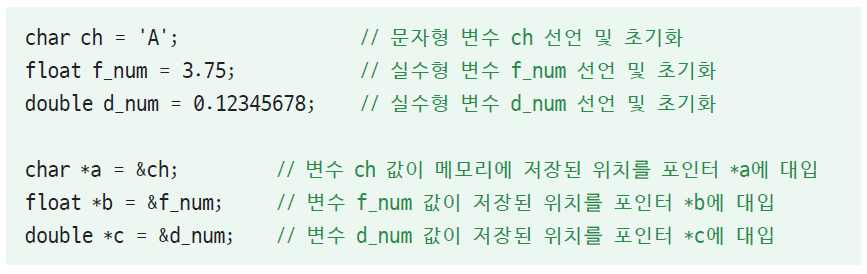 char ch = 'A'; // 문자형 변수 ch 선언 및 초기화
float f_num = 3.75; // 실수형 변수 f_num 선언 및 초기화
double d_num = 0.12345678; // 실수형 변수 d_num 선언 및 초기화
char *a = &ch; // 변수 ch 값이 메모리에 저장된 위치를 포인터 *a에 대입
float *b = &f_num; // 변수 f_num 값이 저장된 위치를 포인터 *b에 대입
double *c = &d_num; // 변수 d_num 값이 저장된 위치를 포인터 *c에 대입